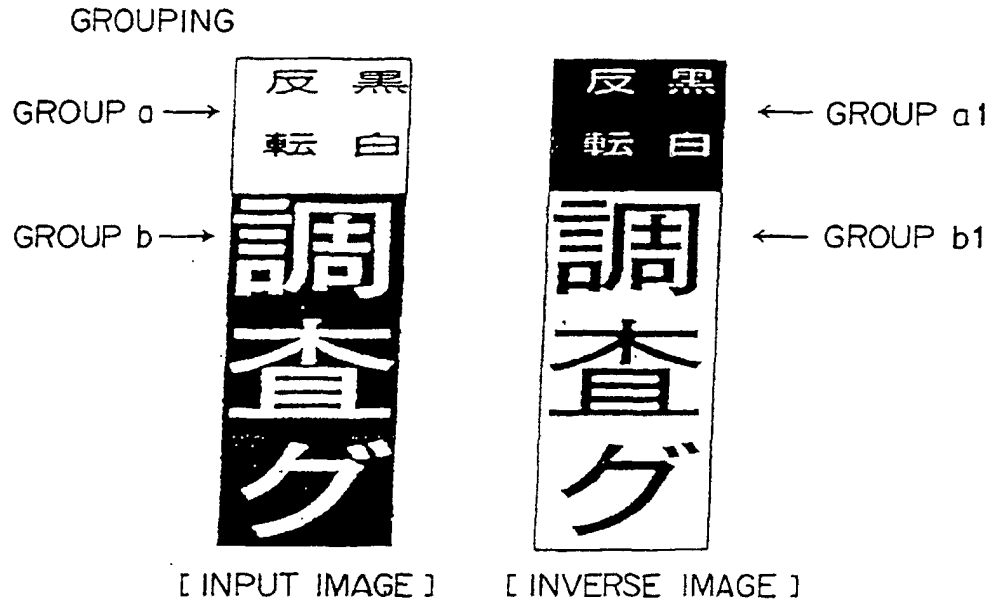 GROUPING
GROUP a
黒白
反転
GROUP b
調査グ
[ INPUT IMAGE ]
黒白
反転
GROUP a1
調査グ
GROUP b1
[ INVERSE IMAGE ]